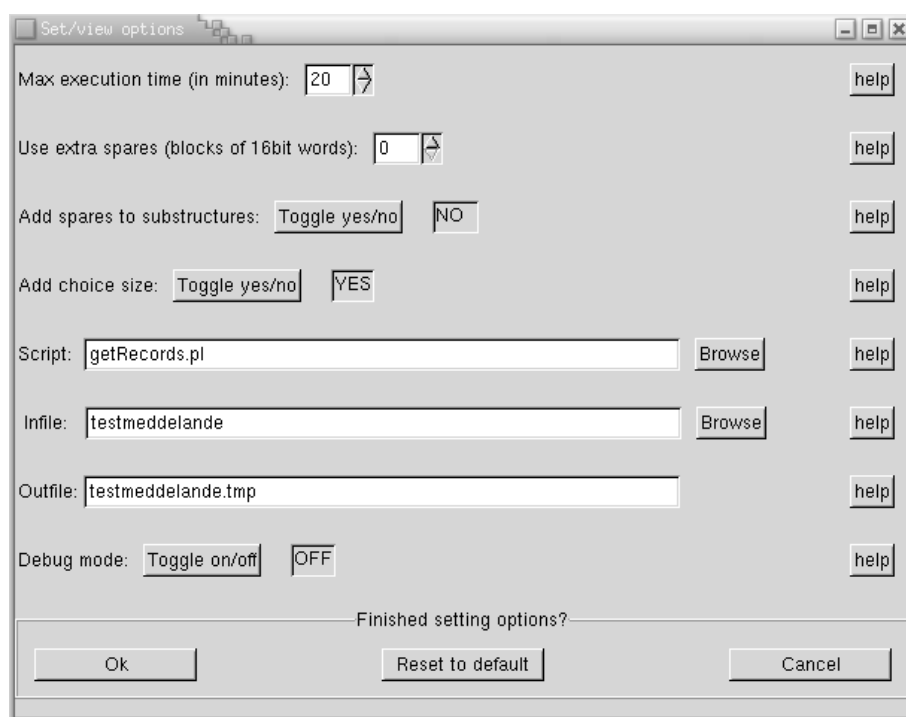 Set/view options
Max execution time (in minutes): 20 help
Use extra spares (blocks of 16bit words): 0 help
Add spares to substructures: Toggle yes/no NO help
Add choice size: Toggle yes/no YES help
Script: getRecords.pl Browse help
Infile: testmeddelande Browse help
Outfile: testmeddelande.tmp help
Debug mode: Toggle on/off OFF help
Finished setting options?
Ok Reset to default Cancel